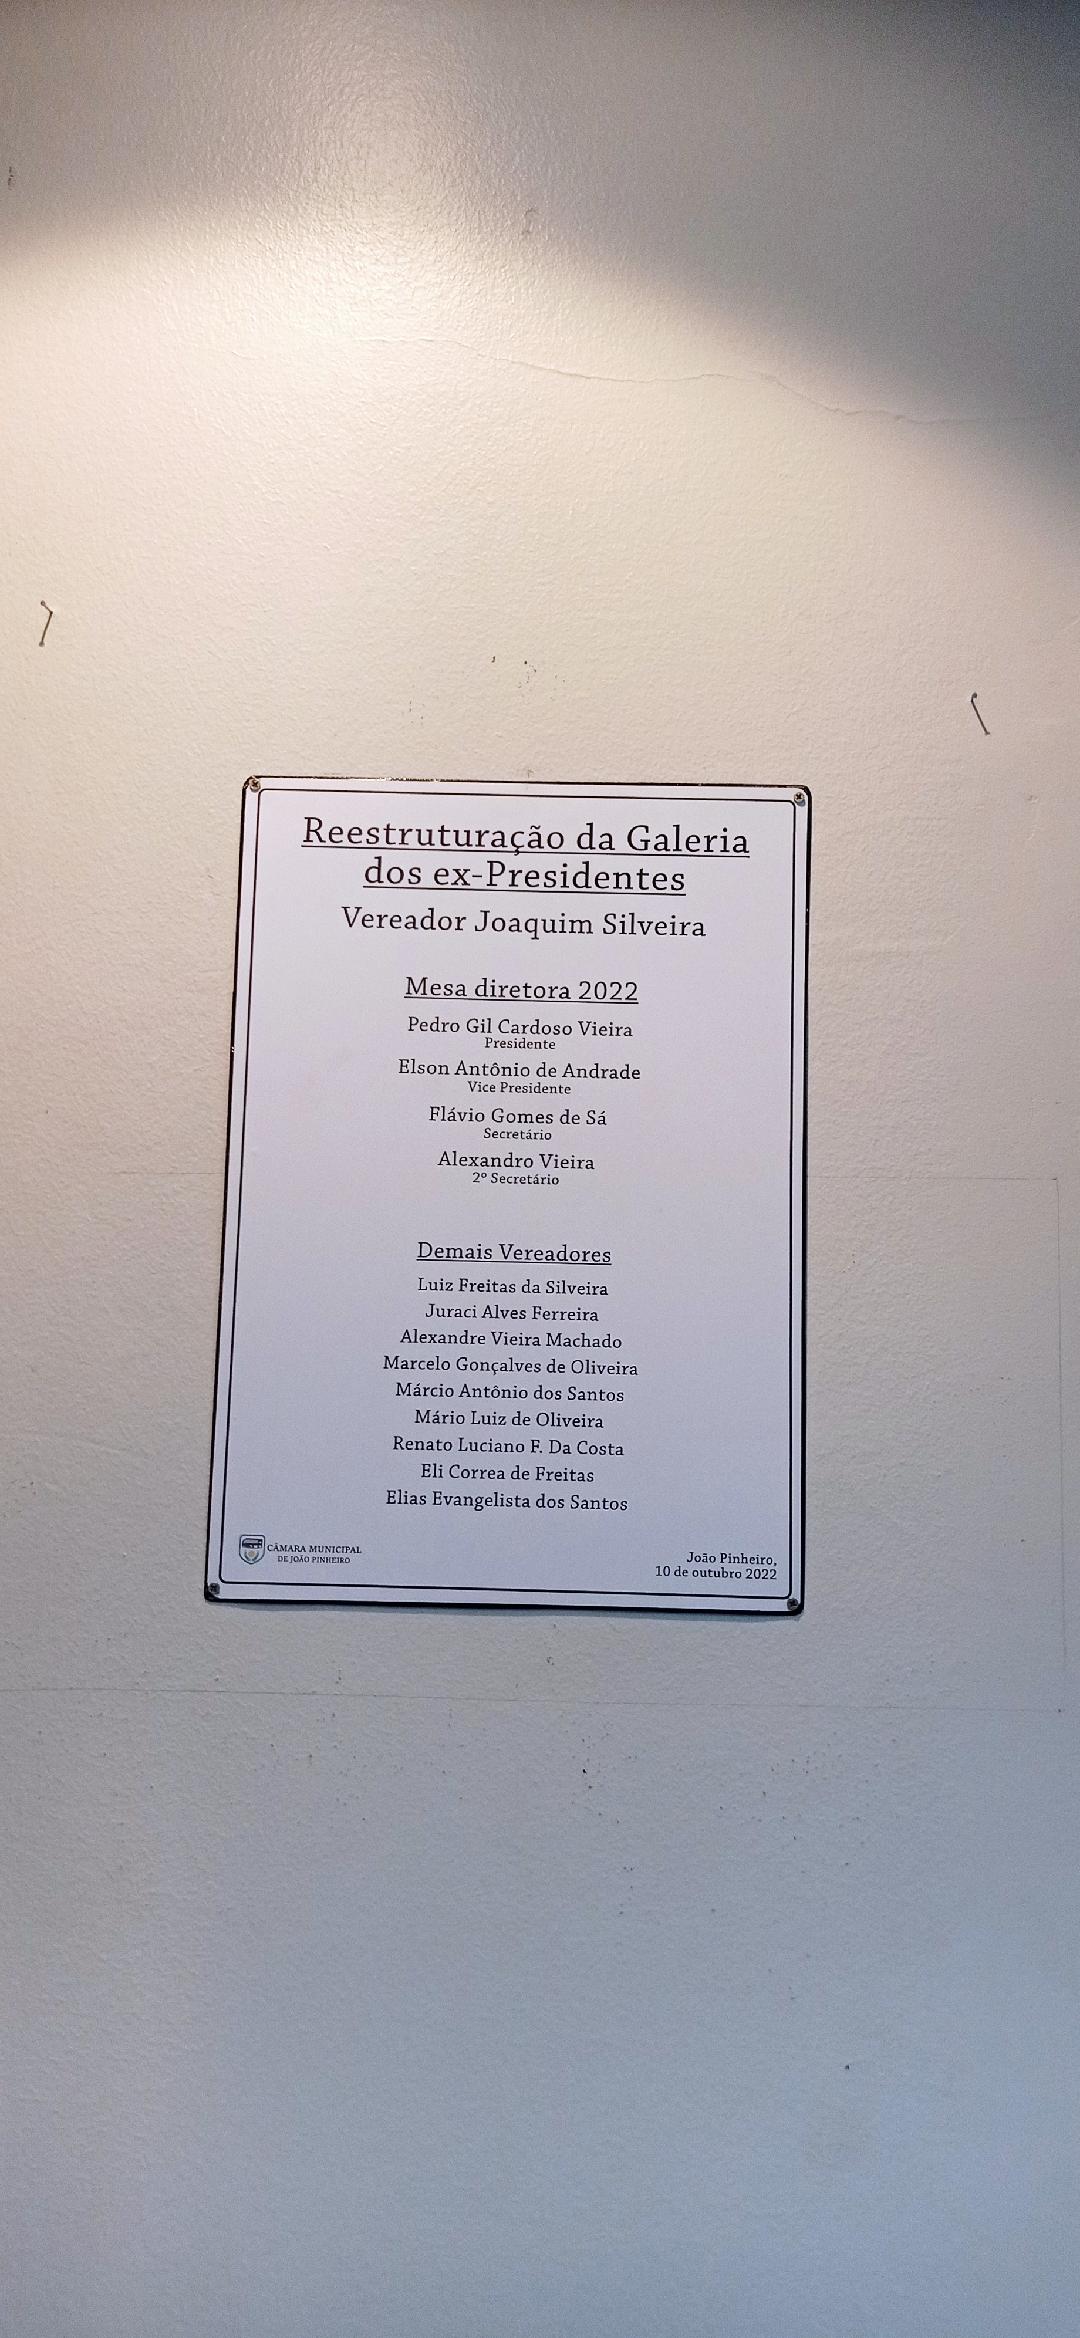 Reestruturação da Galeria
dos ex-Presidentes
Vereador Joaquim Silveira
Mesa diretora 2022
Pedro Gil Cardoso Vieira
Presidente
Elson Antônio de Andrade
Vice Presidente
Flávio Gomes de Sá
Secretário
Alexandro Vieira
2º Secretário
Demais Vereadores
Luiz Freitas da Silveira
Juraci Alves Ferreira
Alexandre Vieira Machado
Marcelo Gonçalves de Oliveira
Márcio Antônio dos Santos
Mário Luiz de Oliveira
Renato Luciano F. Da Costa
Eli Correa de Freitas
Elias Evangelista dos Santos
CÂMARA MUNICIPAL
DE JOÃO PINHEIRO
João Pinheiro,
10 de outubro 2022